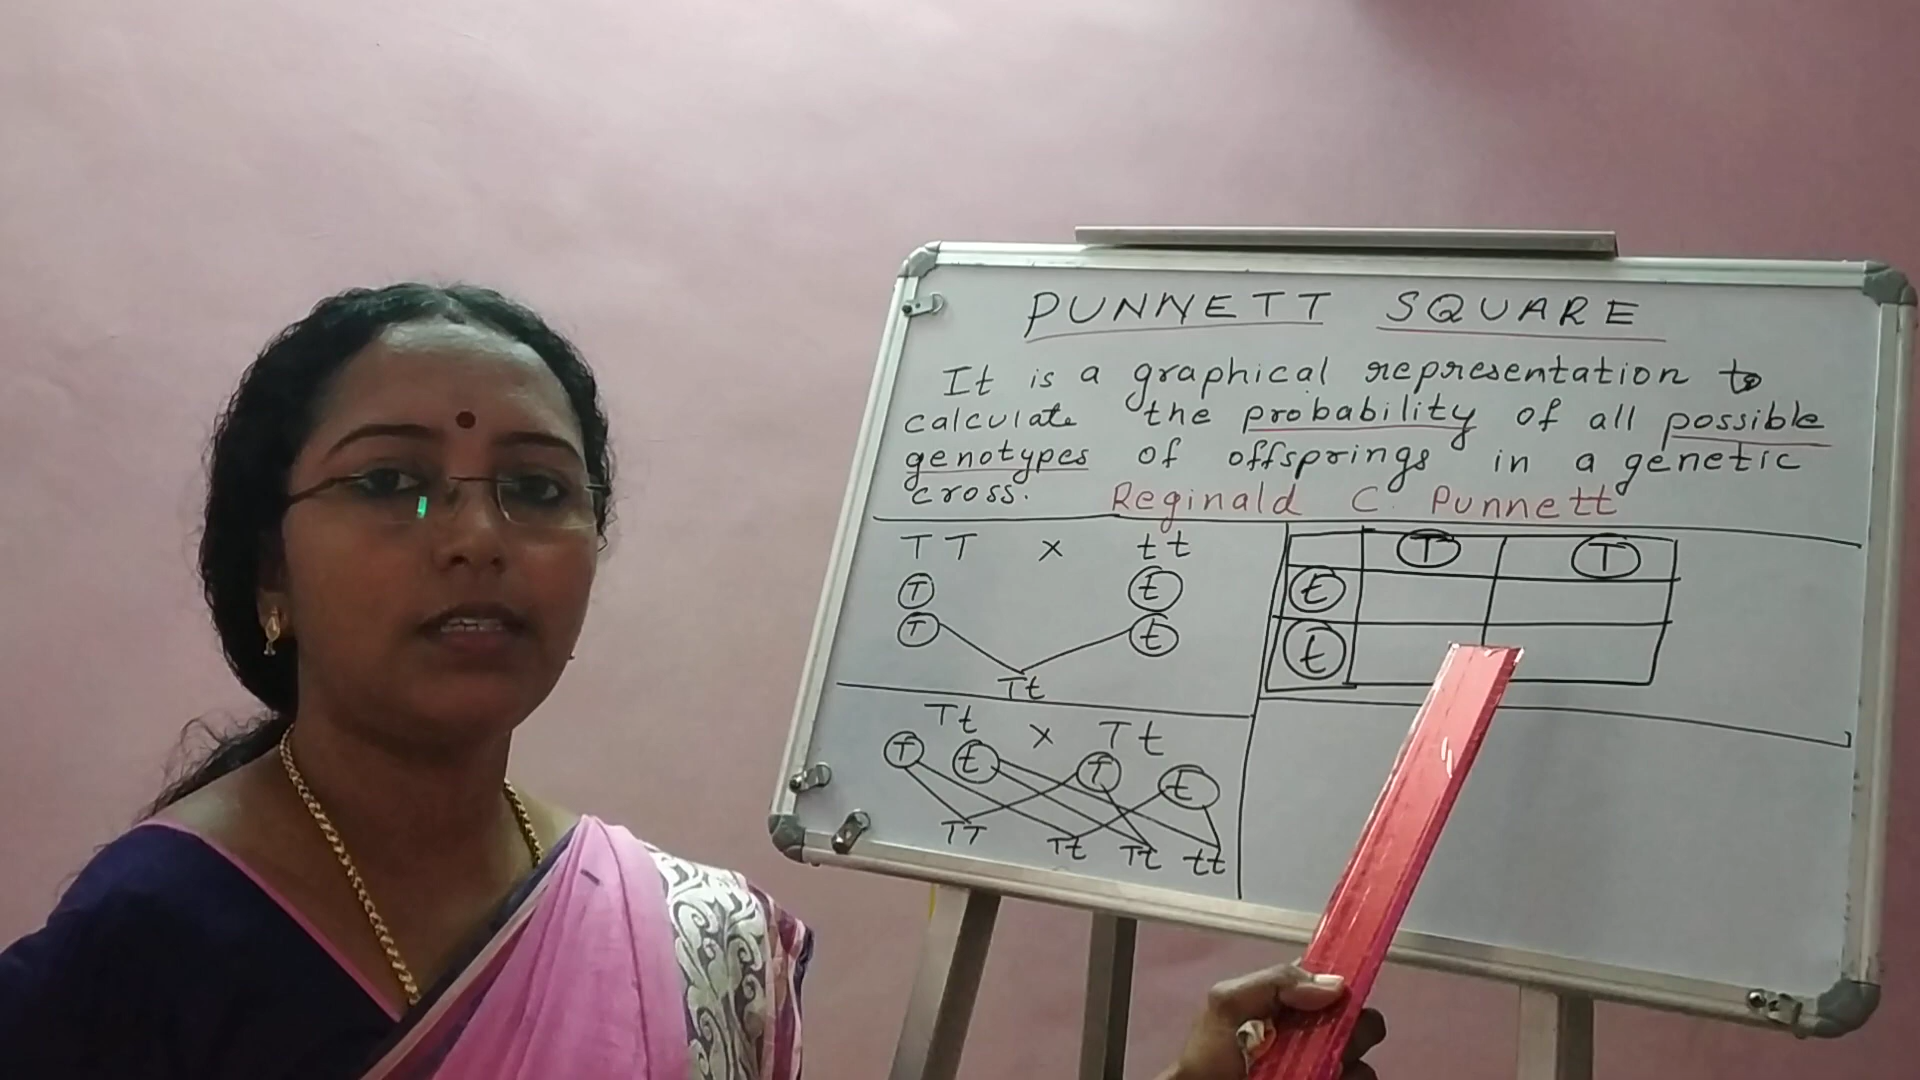 PUNNETT SQUARE
It is a graphical representation to
calculate the probability of all possible
genotypes of offsprings in a genetic
cross. Reginald C. Punnett
TT x tt
T t
T t
Tt
Tt x Tt
T t T t
TT Tt Tt tt
T T
t
t